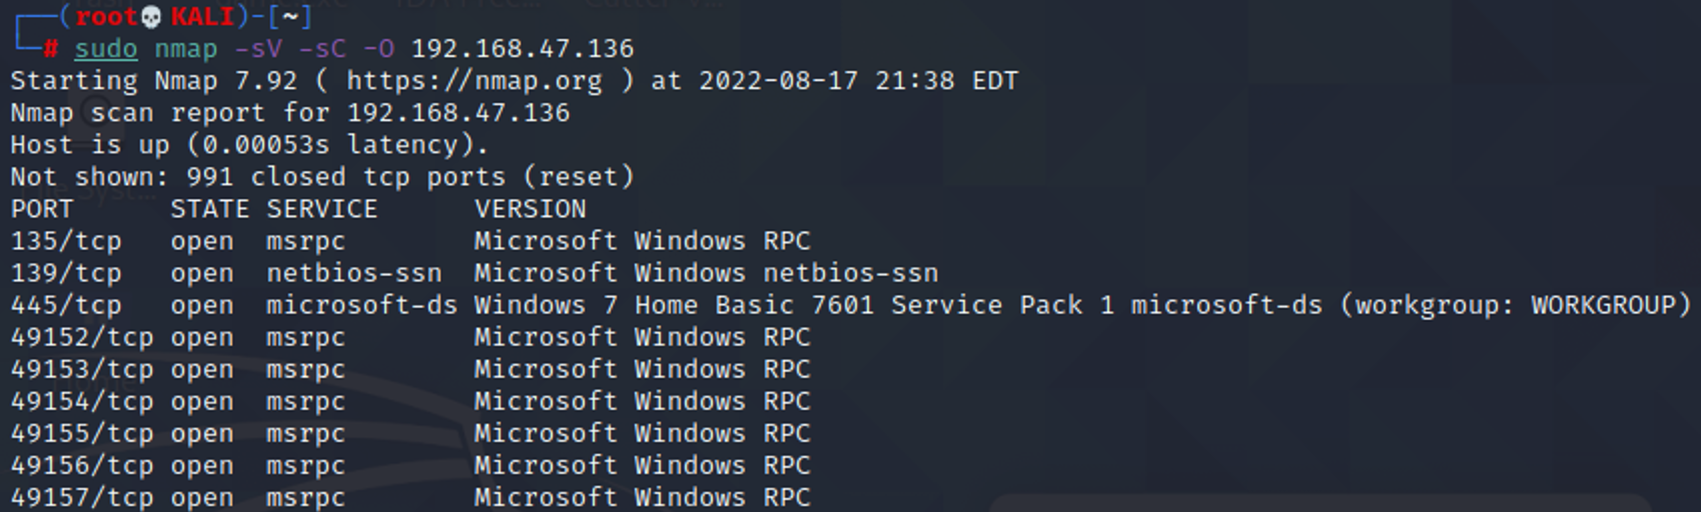 ┌──(root💀KALI)-[~]
└─# sudo nmap -sV -sC -O 192.168.47.136
Starting Nmap 7.92 ( https://nmap.org ) at 2022-08-17 21:38 EDT
Nmap scan report for 192.168.47.136
Host is up (0.00053s latency).
Not shown: 991 closed tcp ports (reset)
PORT      STATE SERVICE      VERSION
135/tcp   open  msrpc        Microsoft Windows RPC
139/tcp   open  netbios-ssn  Microsoft Windows netbios-ssn
445/tcp   open  microsoft-ds Windows 7 Home Basic 7601 Service Pack 1 microsoft-ds (workgroup: WORKGROUP)
49152/tcp open  msrpc        Microsoft Windows RPC
49153/tcp open  msrpc        Microsoft Windows RPC
49154/tcp open  msrpc        Microsoft Windows RPC
49155/tcp open  msrpc        Microsoft Windows RPC
49156/tcp open  msrpc        Microsoft Windows RPC
49157/tcp open  msrpc        Microsoft Windows RPC